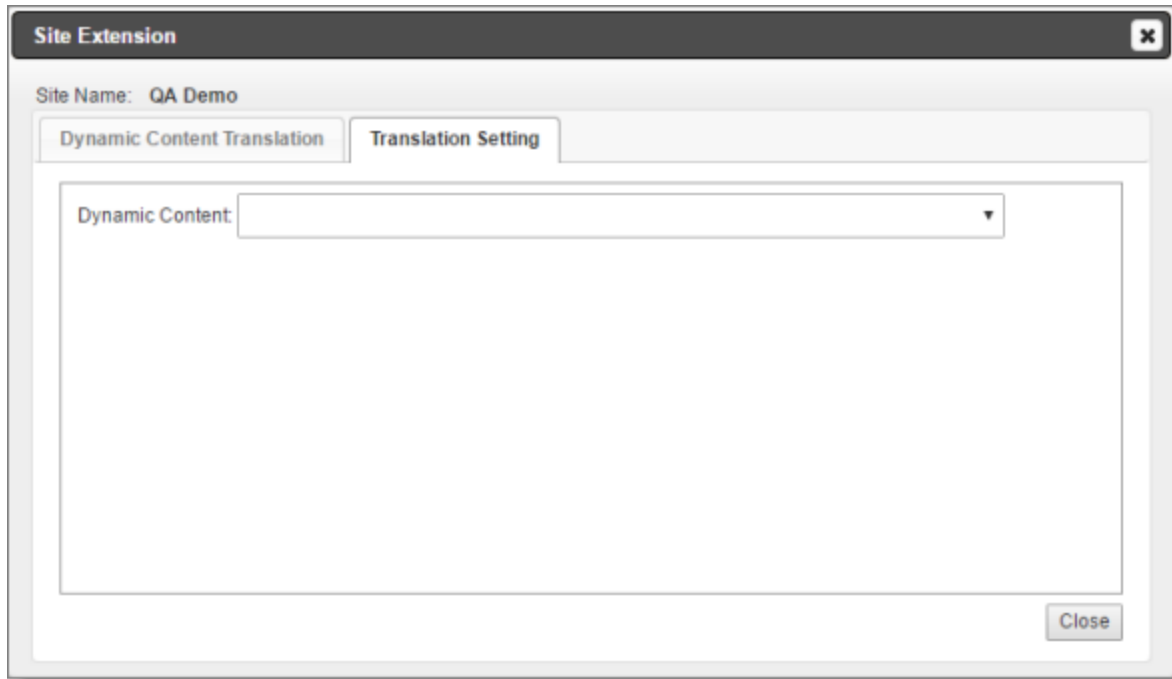 Site Extension
Site Name: QA Demo
Dynamic Content Translation
Translation Setting
Dynamic Content:
Close